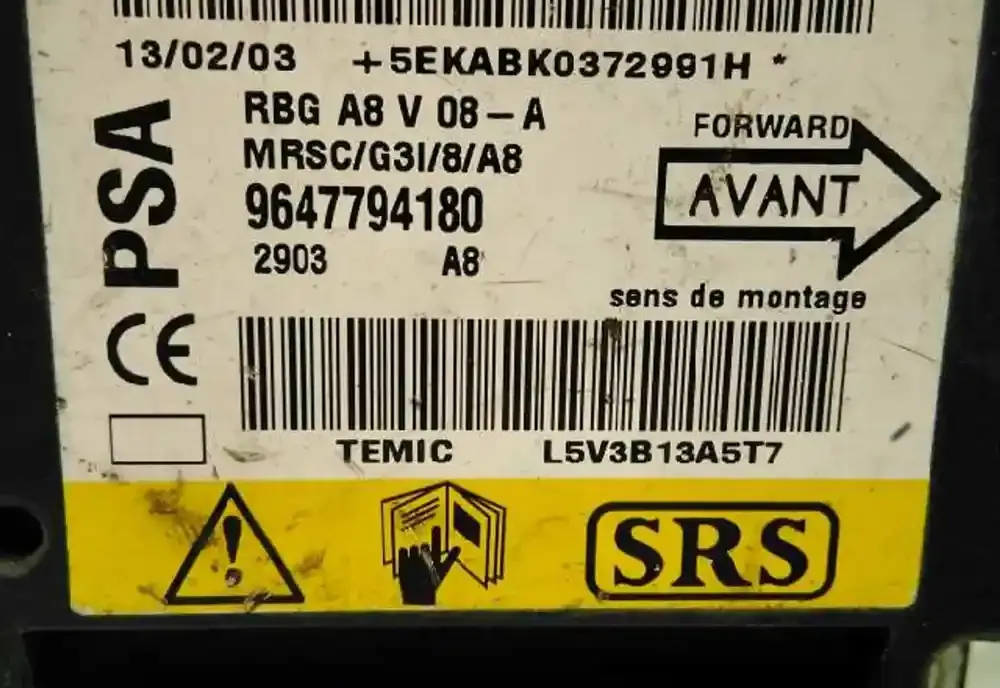 13/02/03 +5EKABK0372991H *
PSA
RBG A8 V 08-A
MRSC/G3I/8/A8
9647794180
2903 A8
FORWARD
AVANT
sens de montage
CE
TEMIC L5V3B13A5T7
SRS